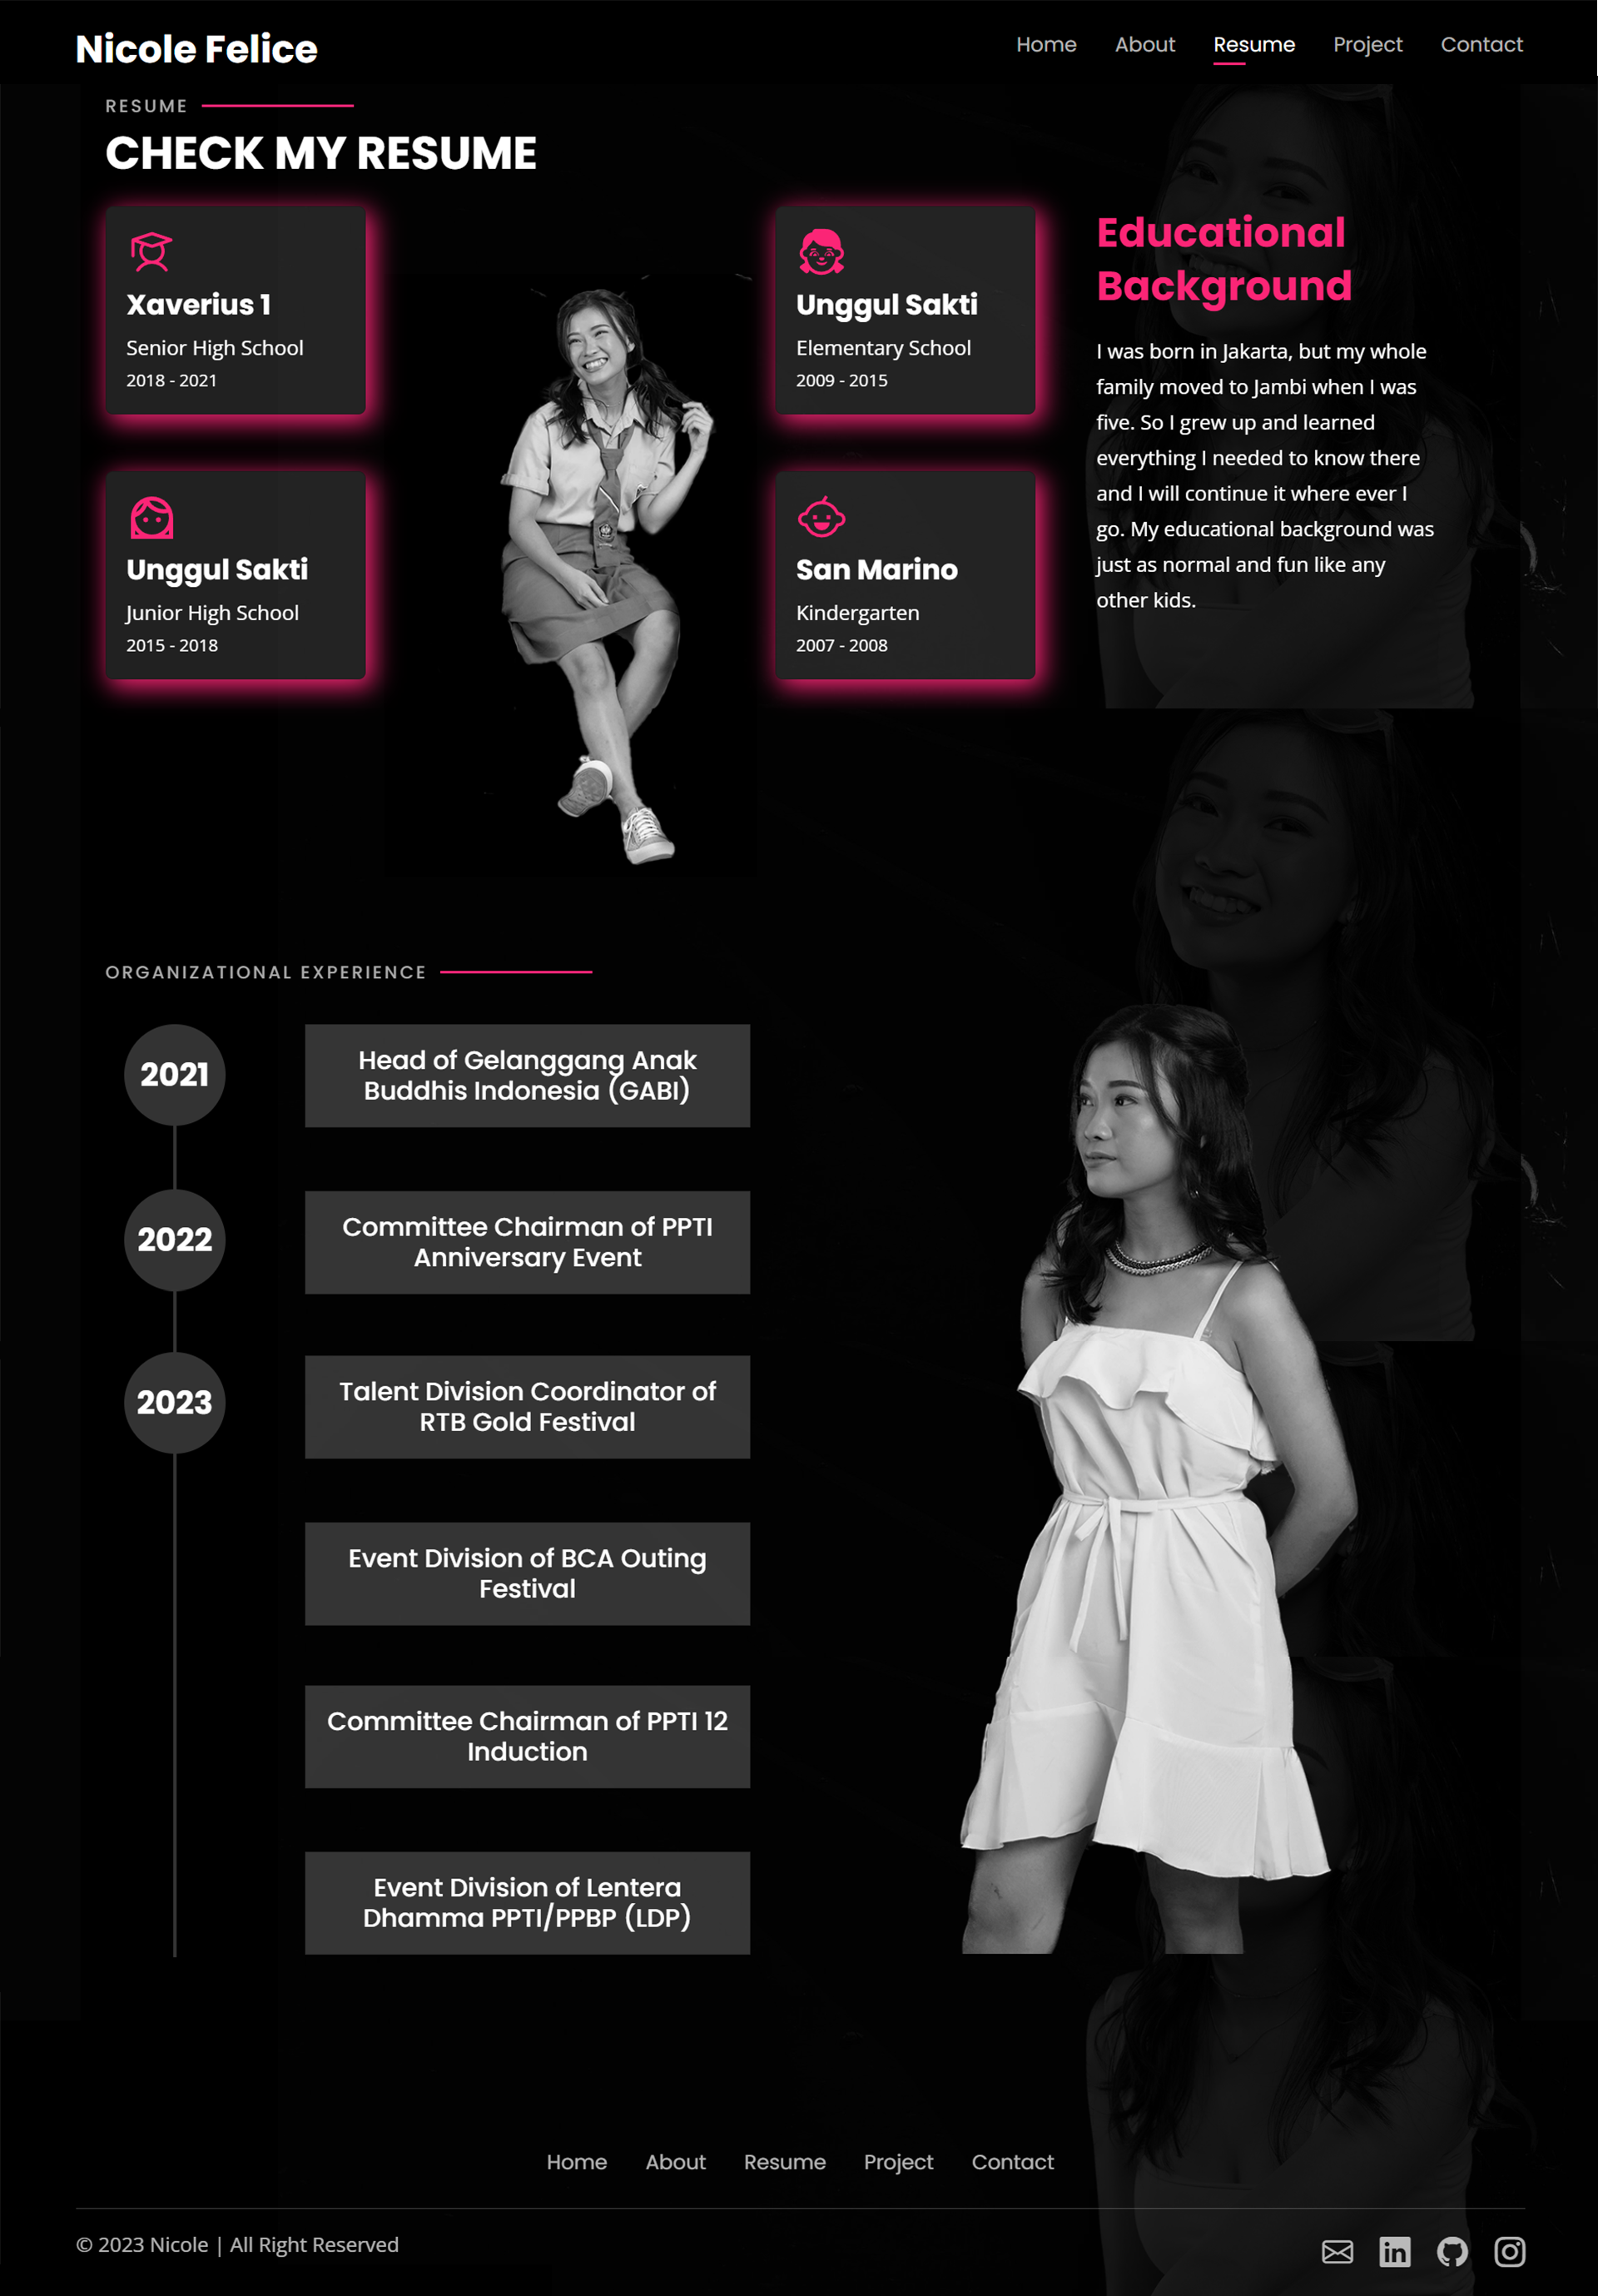 Nicole Felice
Home About Resume Project Contact
RESUME
CHECK MY RESUME
Xaverius 1
Senior High School
2018 - 2021
Unggul Sakti
Elementary School
2009 - 2015
Unggul Sakti
Junior High School
2015 - 2018
San Marino
Kindergarten
2007 - 2008
Educational
Background
I was born in Jakarta, but my whole
family moved to Jambi when I was
five. So I grew up and learned
everything I needed to know there
and I will continue it where ever I
go. My educational background was
just as normal and fun like any
other kids.
ORGANIZATIONAL EXPERIENCE
2021
Head of Gelanggang Anak
Buddhis Indonesia (GABI)
2022
Committee Chairman of PPTI
Anniversary Event
2023
Talent Division Coordinator of
RTB Gold Festival
Event Division of BCA Outing
Festival
Committee Chairman of PPTI 12
Induction
Event Division of Lentera
Dhamma PPTI/PPBP (LDP)
Home About Resume Project Contact
© 2023 Nicole | All Right Reserved
in